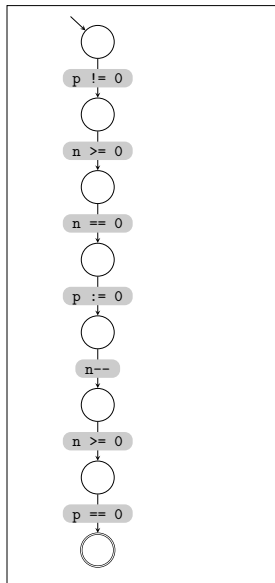 p != 0
n >= 0
n == 0
p := 0
n--
n >= 0
p == 0